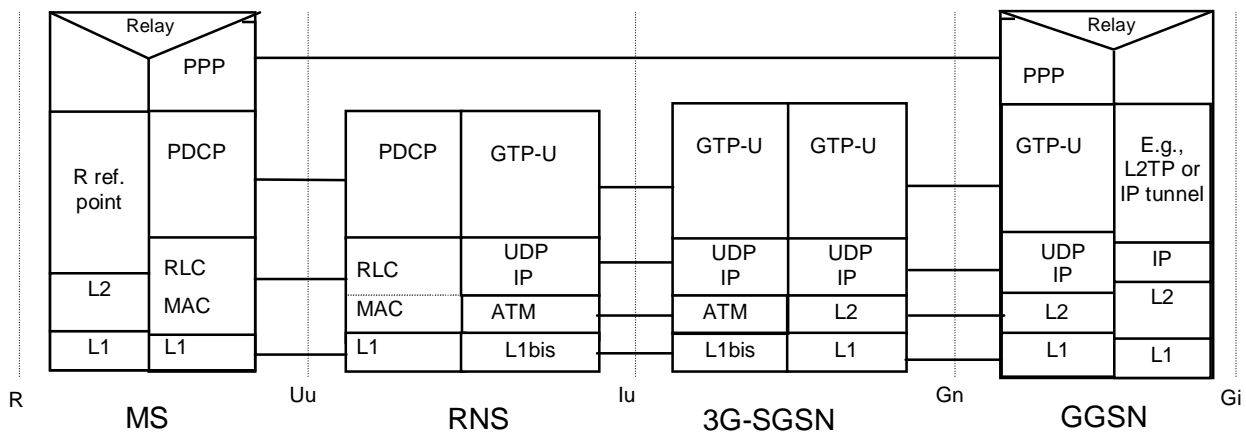 Relay
Relay
PPP
PPP
R ref.
point
PDCP
PDCP
GTP-U
GTP-U
GTP-U
GTP-U
E.g.,
L2TP or
IP tunnel
L2
RLC
MAC
RLC
MAC
UDP
IP
ATM
UDP
IP
ATM
UDP
IP
L2
UDP
IP
L2
IP
L2
L1
L1
L1
L1bis
L1bis
L1
L1
L1
R
Uu
Iu
Gn
Gi
MS
RNS
3G-SGSN
GGSN